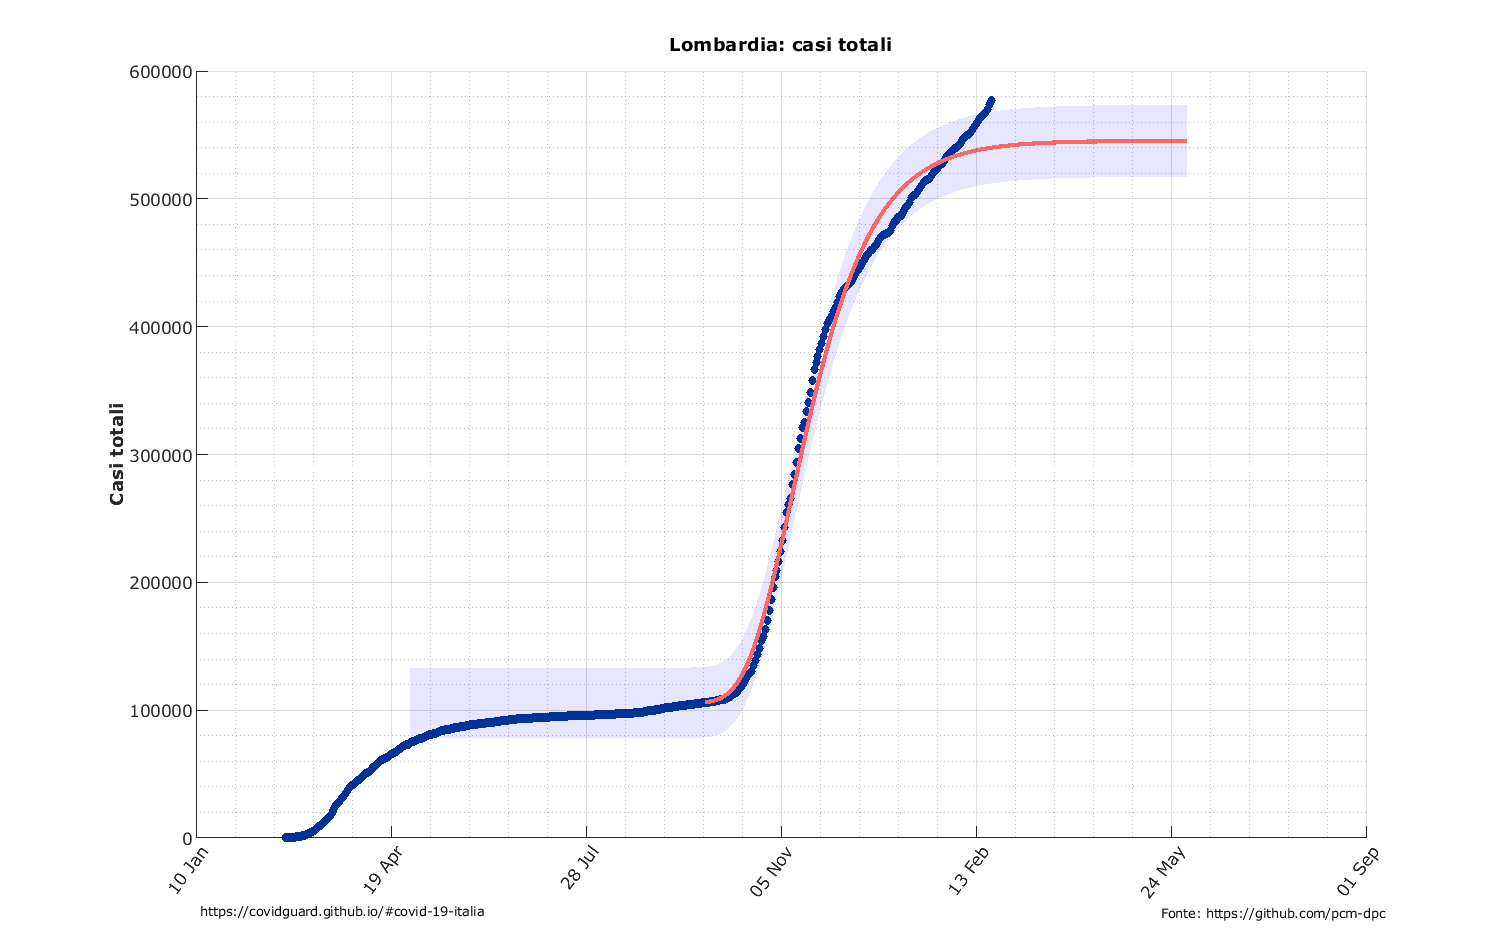 Lombardia: casi totali
600000
500000
400000
300000
200000
100000
0
Casi totali
10 Jan
19 Apr
28 Jul
05 Nov
13 Feb
24 May
01 Sep
https://covidguard.github.io/#covid-19-italia
Fonte: https://github.com/pcm-dpc